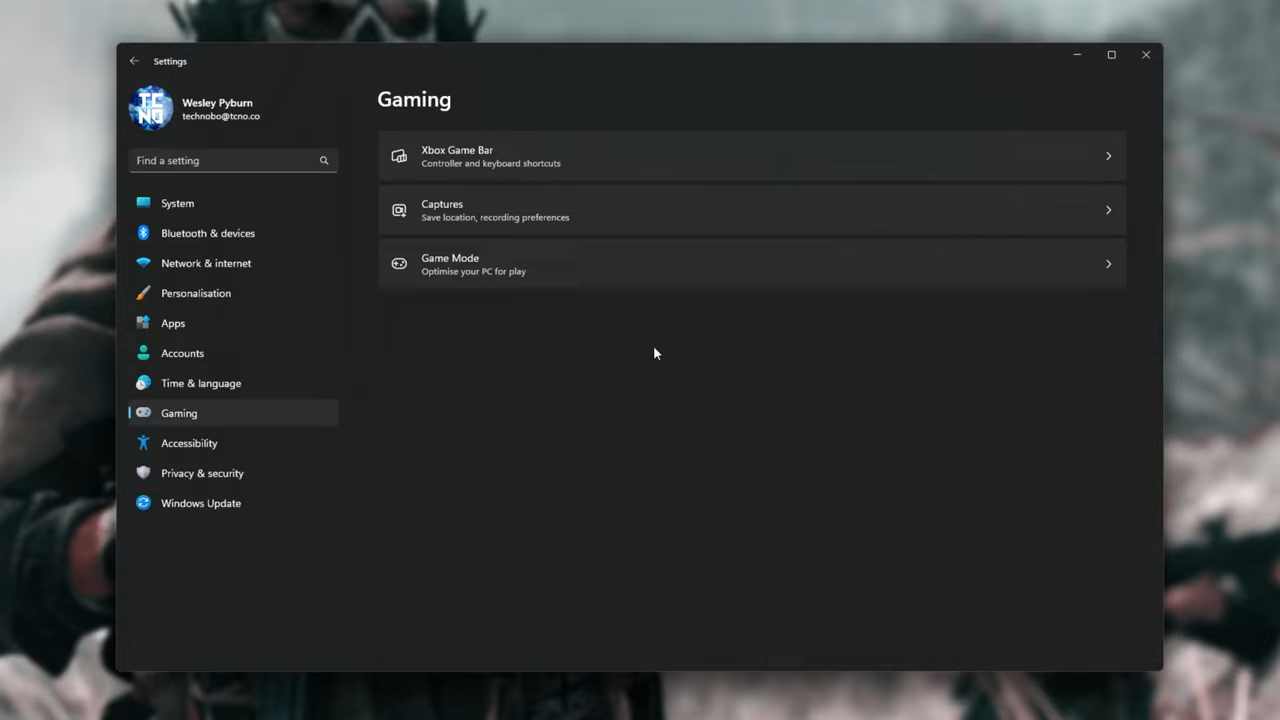 Settings
Wesley Pyburn
technobo@tcno.co
TC
NO
Find a setting
System
Bluetooth & devices
Network & internet
Personalisation
Apps
Accounts
Time & language
Gaming
Accessibility
Privacy & security
Windows Update
Gaming
Xbox Game Bar
Controller and keyboard shortcuts
Captures
Save location, recording preferences
Game Mode
Optimise your PC for play